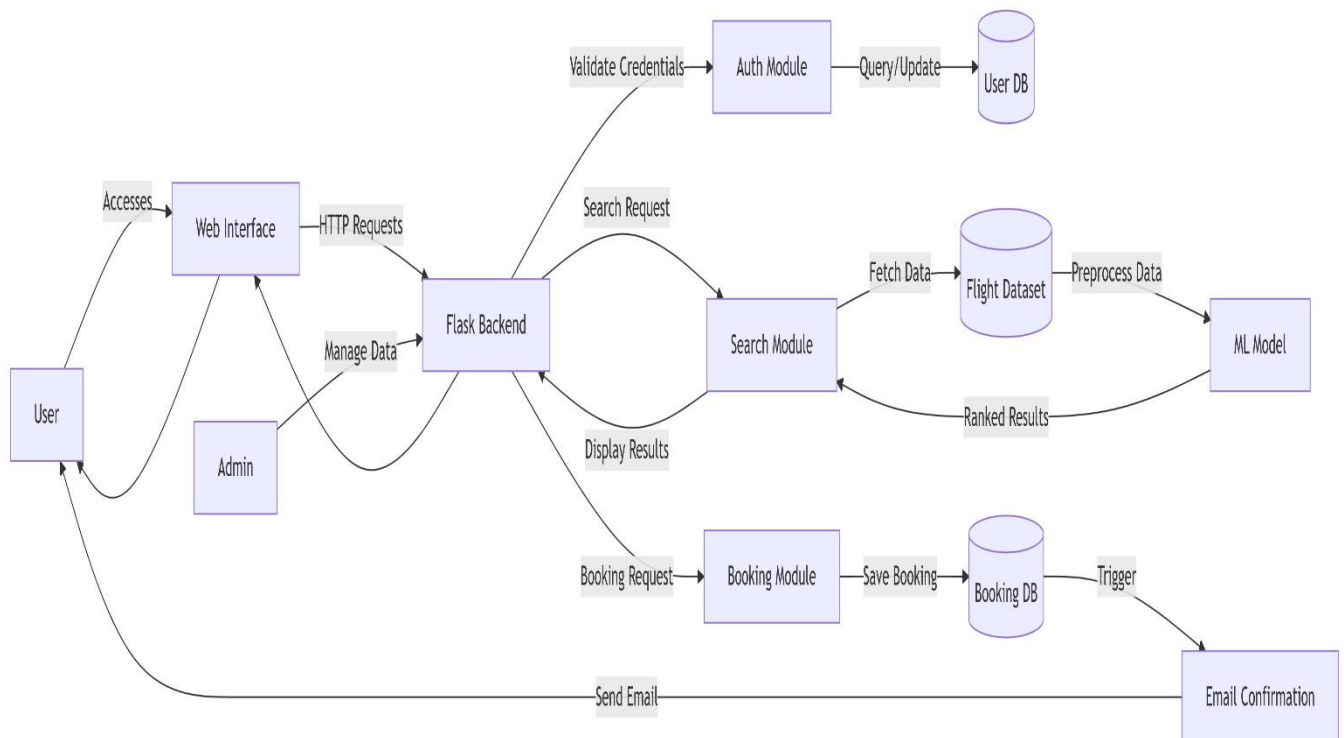 Validate Credentials
Auth Module
Query/Update
User DB
Accesses
Web Interface
HTTP Requests
Search Request
Flask Backend
Fetch Data
Flight Dataset
Preprocess Data
Manage Data
Search Module
ML Model
User
Admin
Display Results
Ranked Results
Booking Request
Booking Module
Save Booking
Booking DB
Trigger
Send Email
Email Confirmation